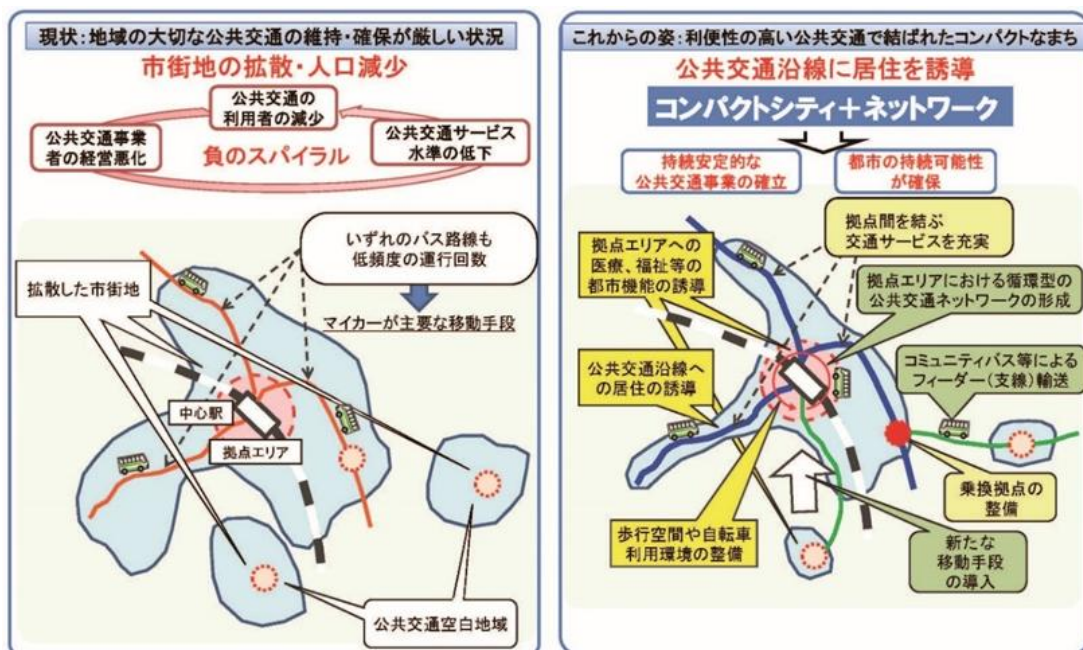 現状:地域の大切な公共交通の維持・確保が厳しい状況
市街地の拡散・人口減少
公共交通の
利用者の減少
公共交通事業
者の経営悪化
負のスパイラル
公共交通サービス
水準の低下
いずれのバス路線も
低頻度の運行回数
マイカーが主要な移動手段
拡散した市街地
中心駅
拠点エリア
公共交通空白地域
これからの姿:利便性の高い公共交通で結ばれたコンパクトなまち
公共交通沿線に居住を誘導
コンパクトシティ+ネットワーク
持続安定的な
公共交通事業の確立
都市の持続可能性
が確保
拠点エリアへの
医療、福祉等の
都市機能の誘導
拠点間を結ぶ
交通サービスを充実
拠点エリアにおける循環型の
公共交通ネットワークの形成
公共交通沿線へ
の居住の誘導
コミュニティバス等による
フィーダー(支線)輸送
歩行空間や自転車
利用環境の整備
乗換拠点の
整備
新たな
移動手段
の導入